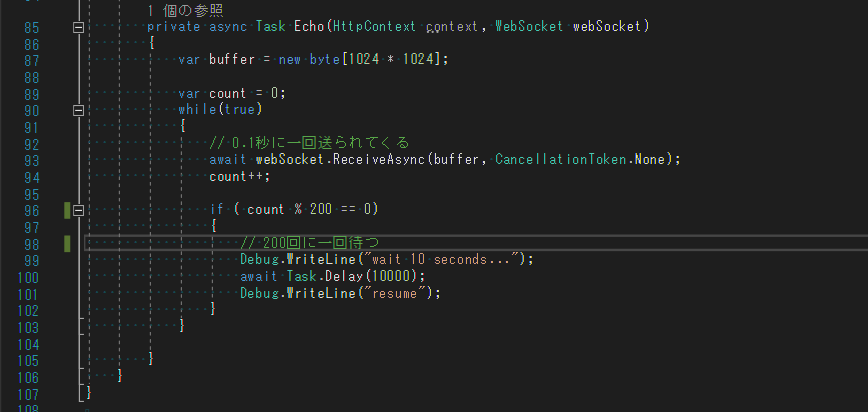 1 個の参照
85 private async Task Echo(HttpContext context, WebSocket webSocket)
86 {
87 var buffer = new byte[1024 * 1024];
88
89 var count = 0;
90 while(true)
91 {
92 // 0.1秒に一回送られてくる
93 await webSocket.ReceiveAsync(buffer, CancellationToken.None);
94 count++;
95
96 if ( count % 200 == 0)
97 {
98 // 200回に一回待つ
99 Debug.WriteLine("wait 10 seconds...");
100 await Task.Delay(10000);
101 Debug.WriteLine("resume");
102 }
103 }
104
105 }
106 }
107 }